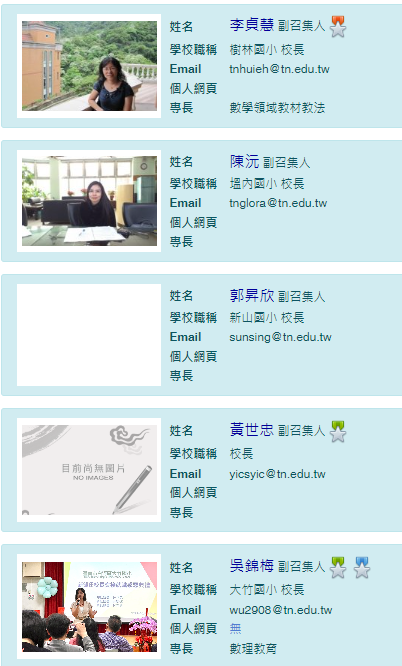 姓名 李貞慧 副召集人
學校職稱 樹林國小 校長
Email tnhuieh@tn.edu.tw
個人網頁
專長 數學領域教材教法
姓名 陳沅 副召集人
學校職稱 塭內國小 校長
Email tnglora@tn.edu.tw
個人網頁
專長
姓名 郭昇欣 副召集人
學校職稱 新山國小 校長
Email sunsing@tn.edu.tw
個人網頁
專長
目前尚無圖片
NO IMAGES
姓名 黃世忠 副召集人
學校職稱 校長
Email yicsyic@tn.edu.tw
個人網頁
專長
姓名 吳錦梅 副召集人
學校職稱 大竹國小 校長
Email wu2908@tn.edu.tw
個人網頁 無
專長 數理教育